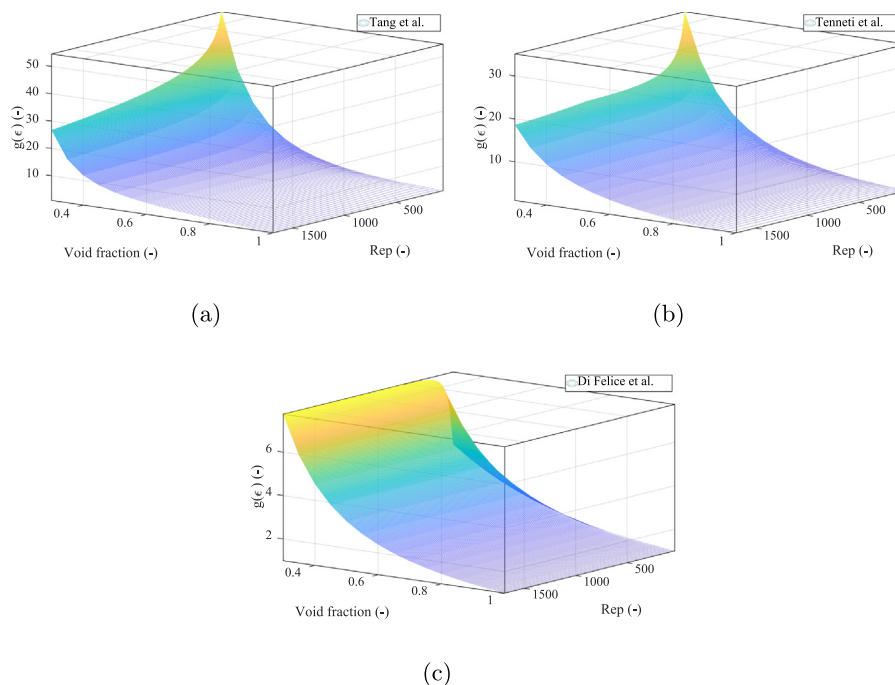 Tang et al.
50
40
30
20
10
g(ϵ) (-)
0.4
0.6
0.8
1
Void fraction (-)
1500
1000
500
Rep (-)
(a)
Tenneti et al.
30
20
10
g(ϵ) (-)
0.4
0.6
0.8
1
Void fraction (-)
1500
1000
500
Rep (-)
(b)
Di Felice et al.
6
4
2
g(ϵ) (-)
0.4
0.6
0.8
1
Void fraction (-)
1500
1000
500
Rep (-)
(c)